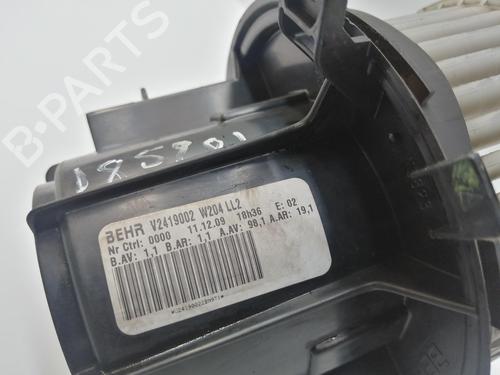 B-PARTS
185901
BEHR V2419002 W204 LL2
Nr Ctrl: 0000 11.12.09 18h36 E: 02
B.AV: 1,1 B.AR: 1,1 A.AV: 98,1 A.AR: 19,1